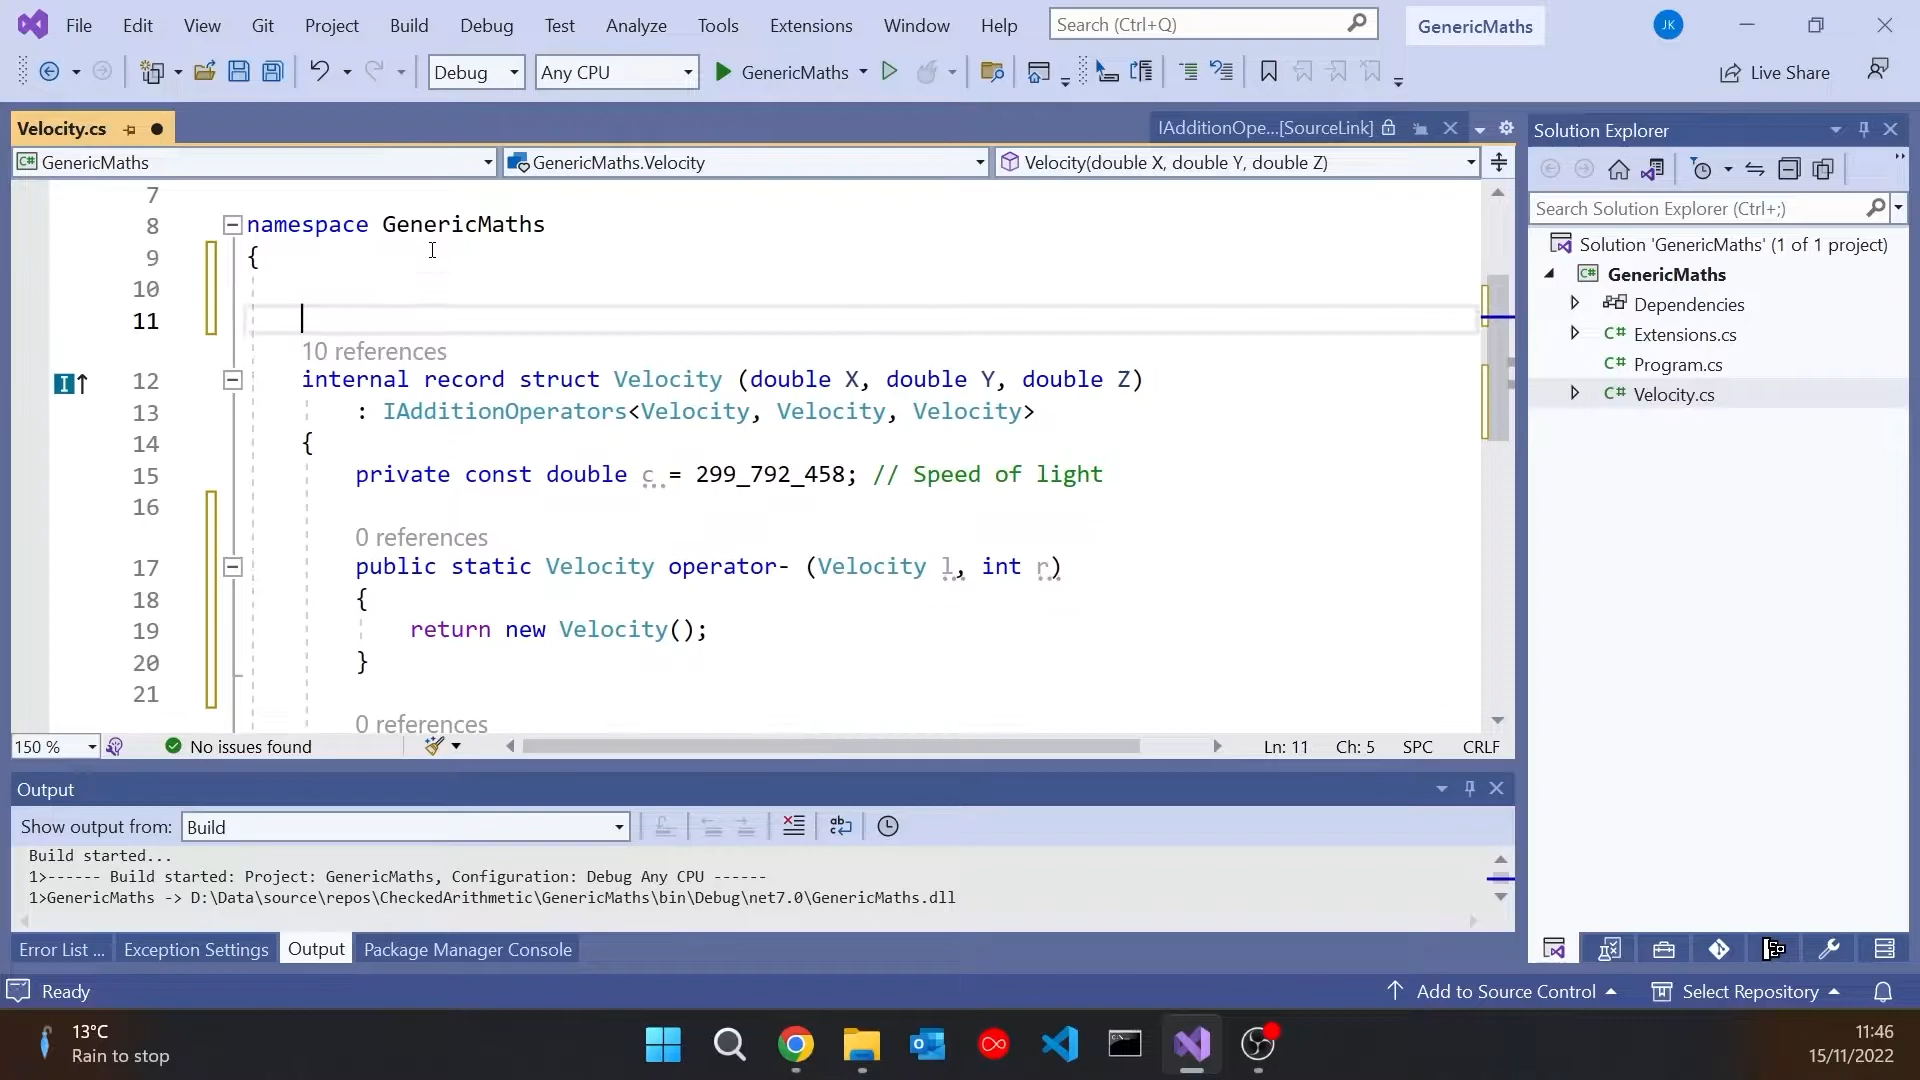 File Edit View Git Project Build Debug Test Analyze Tools Extensions Window Help Search (Ctrl+Q) GenericMaths JK
Debug Any CPU GenericMaths Live Share
Velocity.cs IAdditionOpe...[SourceLink] Solution Explorer
C# GenericMaths GenericMaths.Velocity Velocity(double X, double Y, double Z)
Search Solution Explorer (Ctrl+;)
Solution 'GenericMaths' (1 of 1 project)
C# GenericMaths
Dependencies
C# Extensions.cs
C# Program.cs
C# Velocity.cs
7
8 namespace GenericMaths
9 {
10
11
10 references
12 internal record struct Velocity (double X, double Y, double Z)
13 : IAdditionOperators<Velocity, Velocity, Velocity>
14 {
15 private const double c = 299_792_458; // Speed of light
16
0 references
17 public static Velocity operator- (Velocity l, int r)
18 {
19 return new Velocity();
20 }
21
0 references
150 % No issues found Ln: 11 Ch: 5 SPC CRLF
Output
Show output from: Build
Build started...
1>------ Build started: Project: GenericMaths, Configuration: Debug Any CPU ------
1>GenericMaths -> D:\Data\source\repos\CheckedArithmetic\GenericMaths\bin\Debug\net7.0\GenericMaths.dll
Error List ... Exception Settings Output Package Manager Console
Ready Add to Source Control Select Repository
13°C
Rain to stop
11:46
15/11/2022